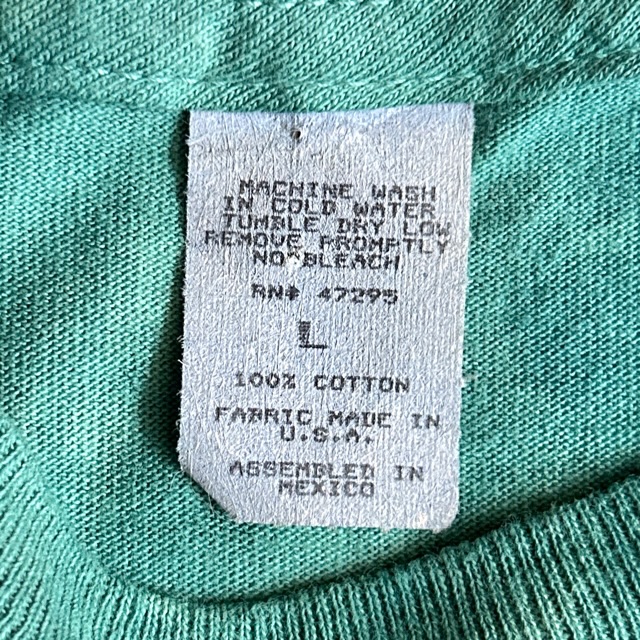 MACHINE WASH
IN COLD WATER
TUMBLE DRY LOW
REMOVE PROMPTLY
NO BLEACH
RN# 47295
L
100% COTTON
FABRIC MADE IN
U.S.A.
ASSEMBLED IN
MEXICO